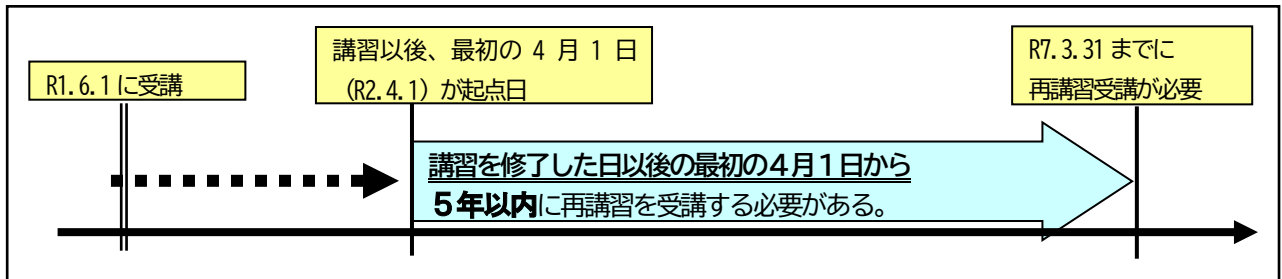 R1.6.1に受講
講習以後、最初の 4 月 1 日
（R2.4.1）が起点日
R7.3.31 までに
再講習受講が必要
講習を修了した日以後の最初の４月１日から
５年以内に再講習を受講する必要がある。